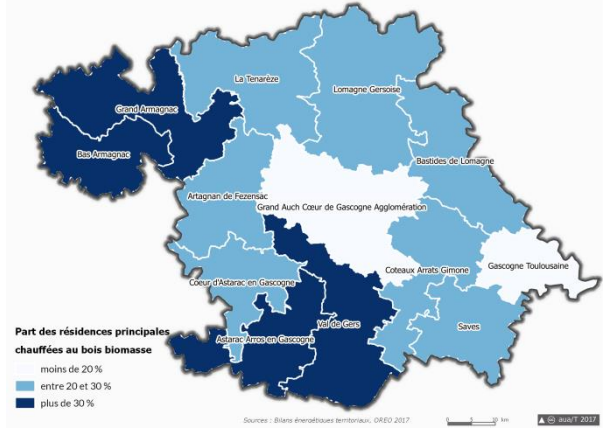 La Tenarèze
Lomagne Gersoise
Grand Armagnac
Bas Armagnac
Bastides de Lomagne
Artagnan de Fezensac
Grand Auch Cœur de Gascogne Agglomération
Gascogne Toulousaine
Coteaux Arrats Gimone
Coeur d'Astarac en Gascogne
Val de Gers
Saves
Astarac Arros en Gascogne
Part des résidences principales
chauffées au bois biomasse
moins de 20 %
entre 20 et 30 %
plus de 30 %
Sources : Bilans énergétiques territoriaux, OREO 2017
0 5 10 km
aua/T 2017